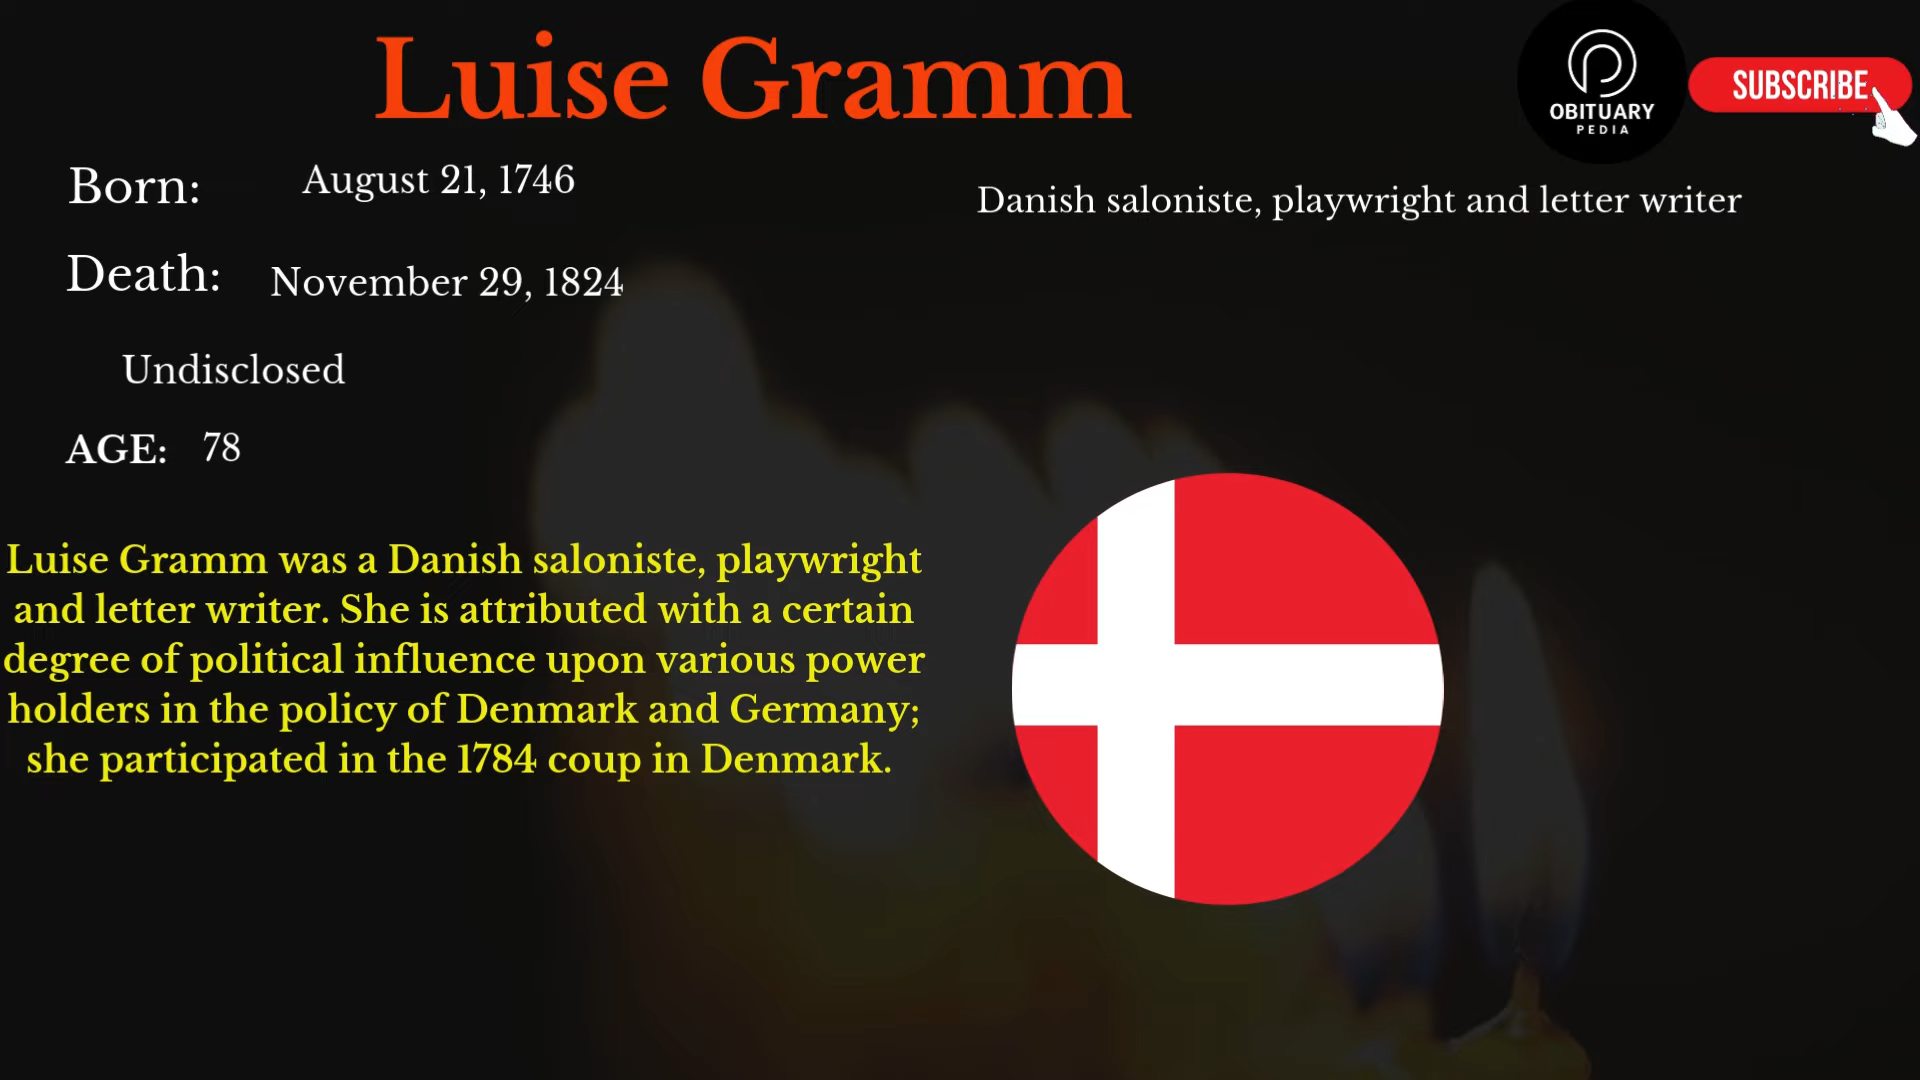 Luise Gramm
OBITUARY
PEDIA
SUBSCRIBE
Born: August 21, 1746
Danish saloniste, playwright and letter writer
Death: November 29, 1824
Undisclosed
AGE: 78
Luise Gramm was a Danish saloniste, playwright
and letter writer. She is attributed with a certain
degree of political influence upon various power
holders in the policy of Denmark and Germany;
she participated in the 1784 coup in Denmark.